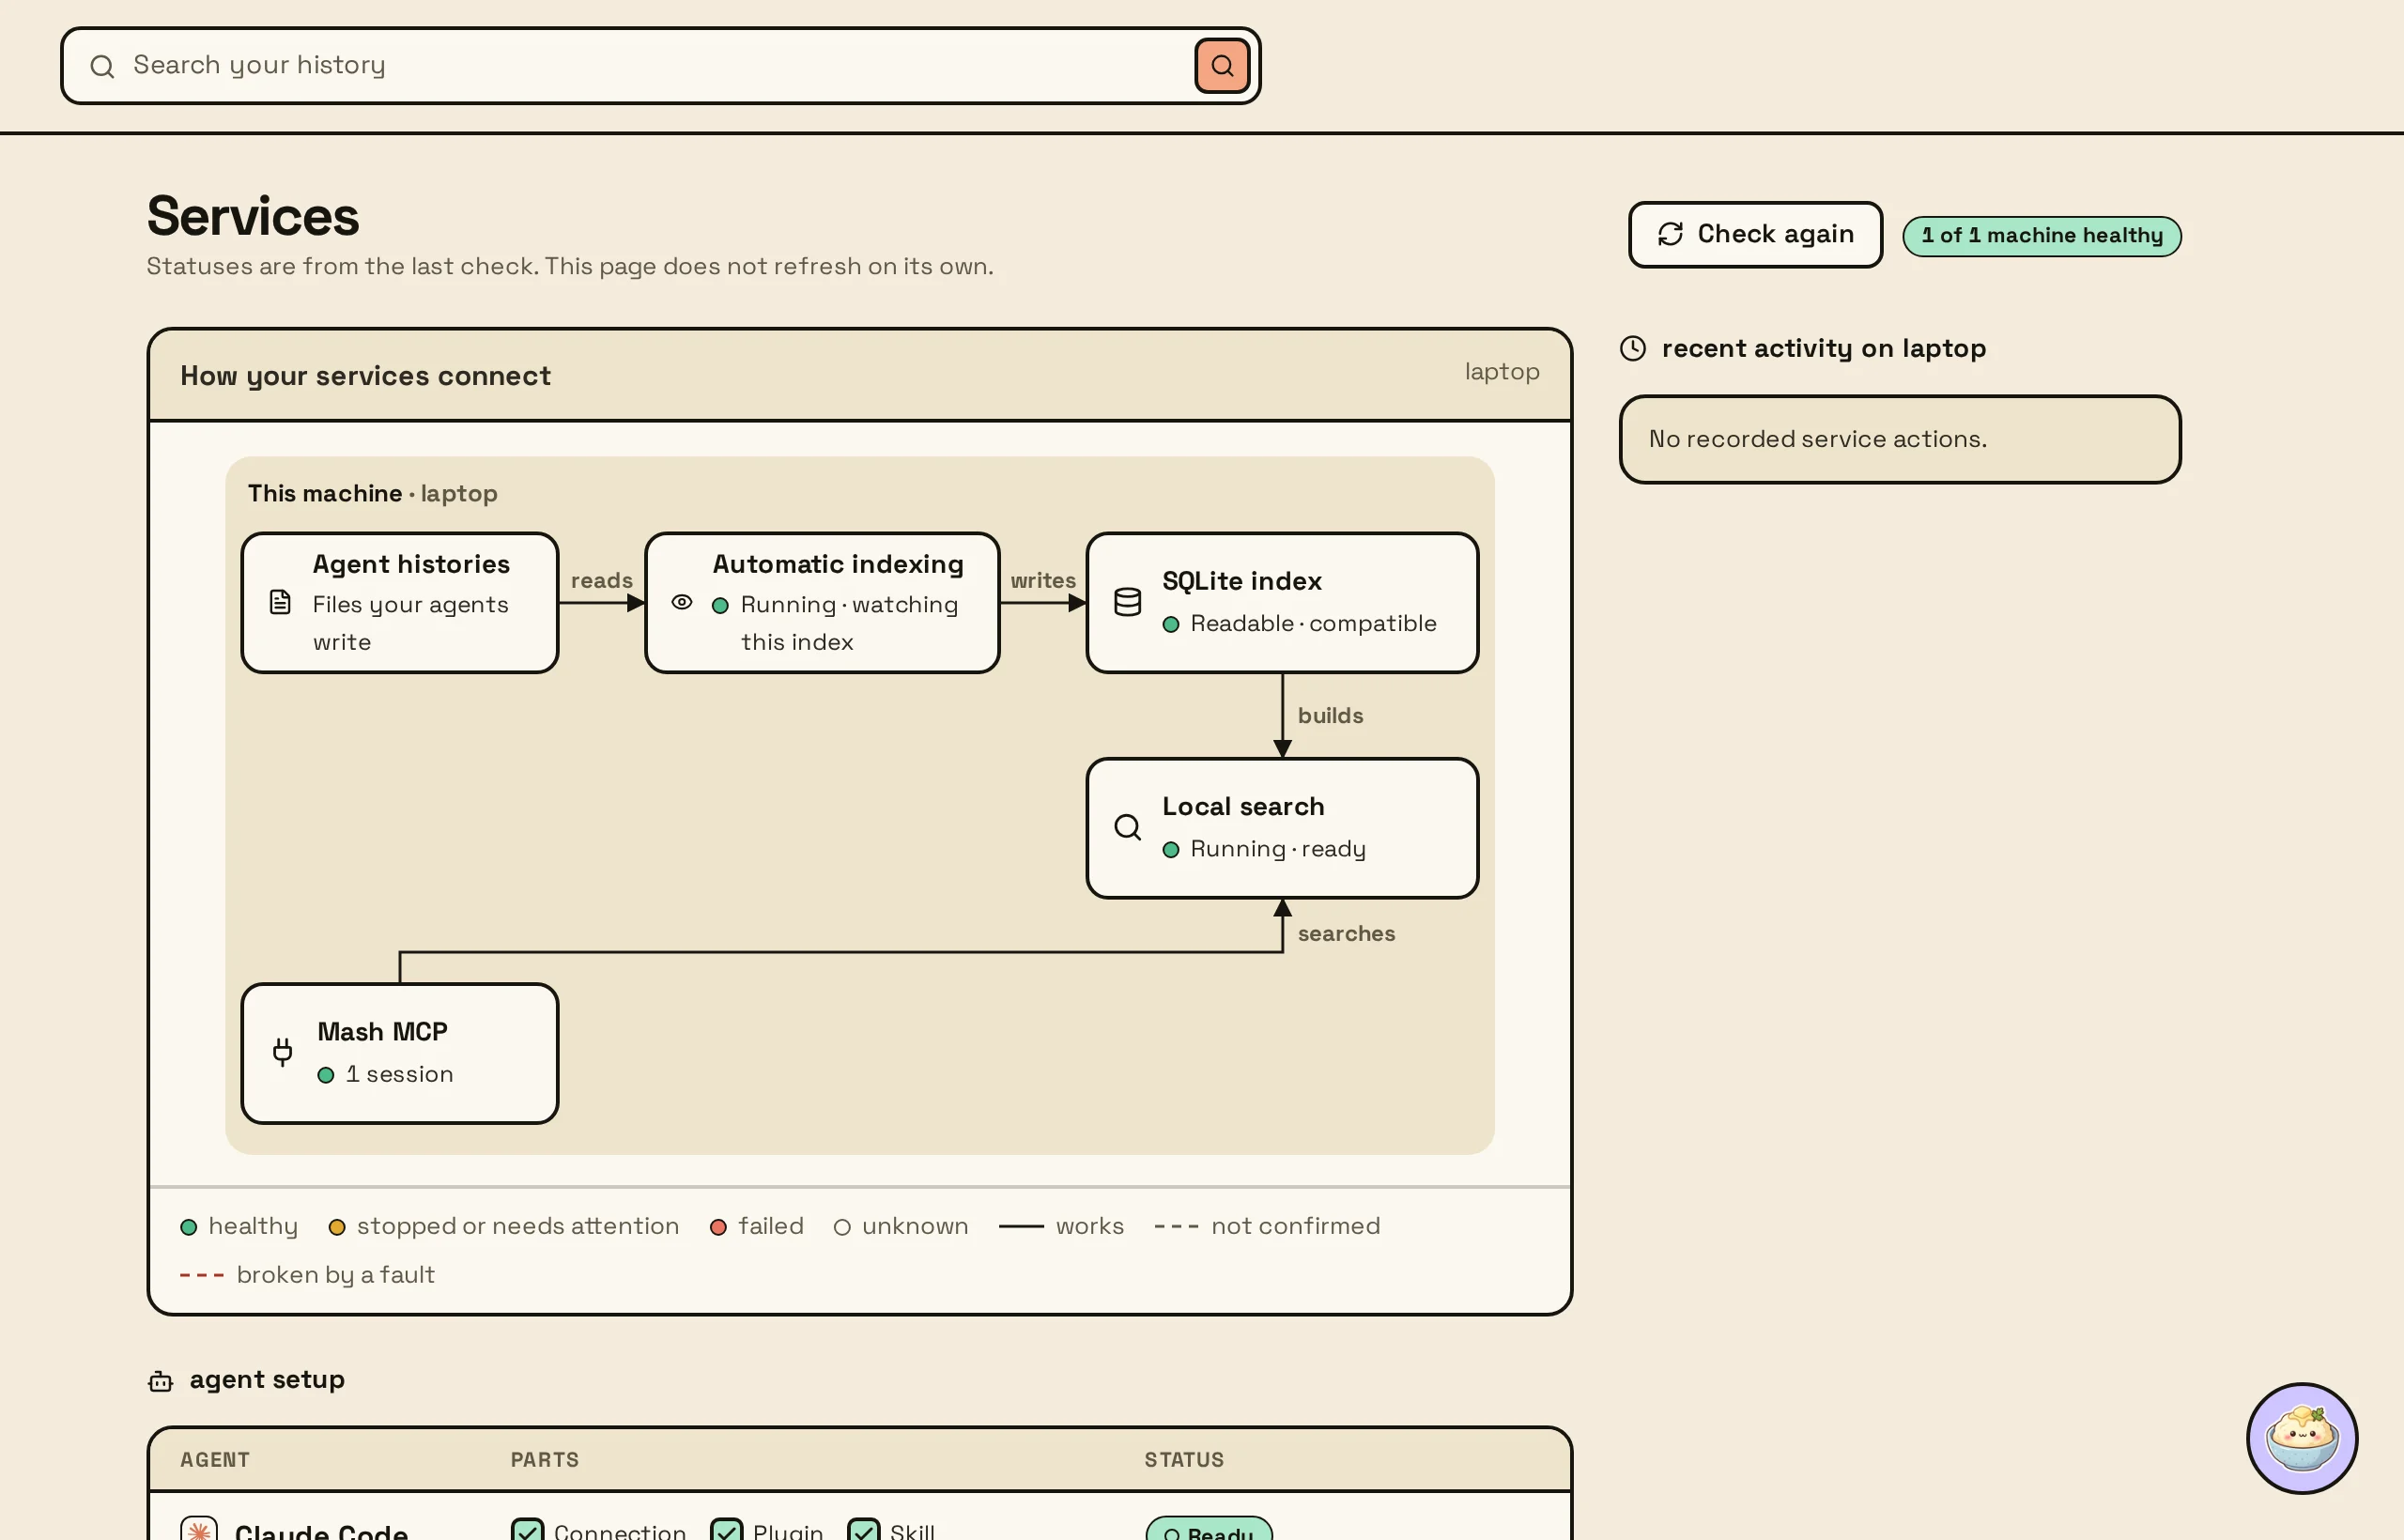 Search your history
Services
Statuses are from the last check. This page does not refresh on its own.
Check again
1 of 1 machine healthy
How your services connect
laptop
This machine · laptop
Agent histories
Files your agents
write
reads
Automatic indexing
Running · watching
this index
writes
SQLite index
Readable · compatible
builds
Local search
Running · ready
searches
Mash MCP
1 session
healthy
stopped or needs attention
failed
unknown
works
not confirmed
broken by a fault
recent activity on laptop
No recorded service actions.
agent setup
AGENT
PARTS
STATUS
Claude Code
Connection
Plugin
Skill
Ready